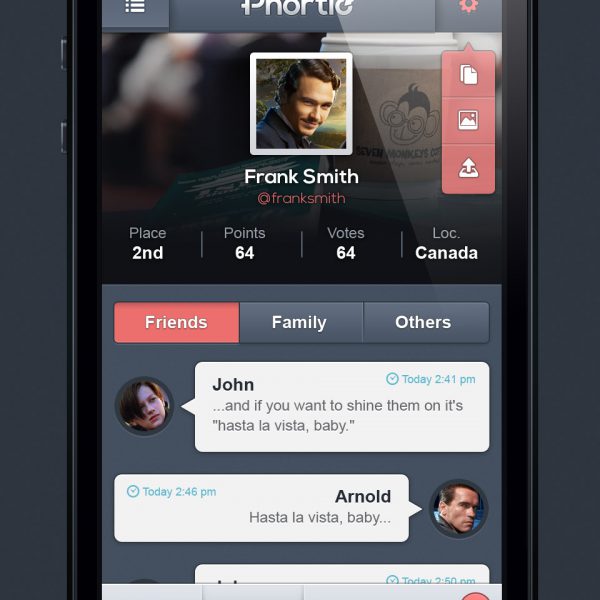 Phortic
SEVEN MONKEYS
Frank Smith
@franksmith
Place
2nd
Points
64
Votes
64
Loc.
Canada
Friends
Family
Others
John
Today 2:41 pm
...and if you want to shine them on it's
"hasta la vista, baby."
Today 2:46 pm
Arnold
Hasta la vista, baby...
Today 2:50 pm